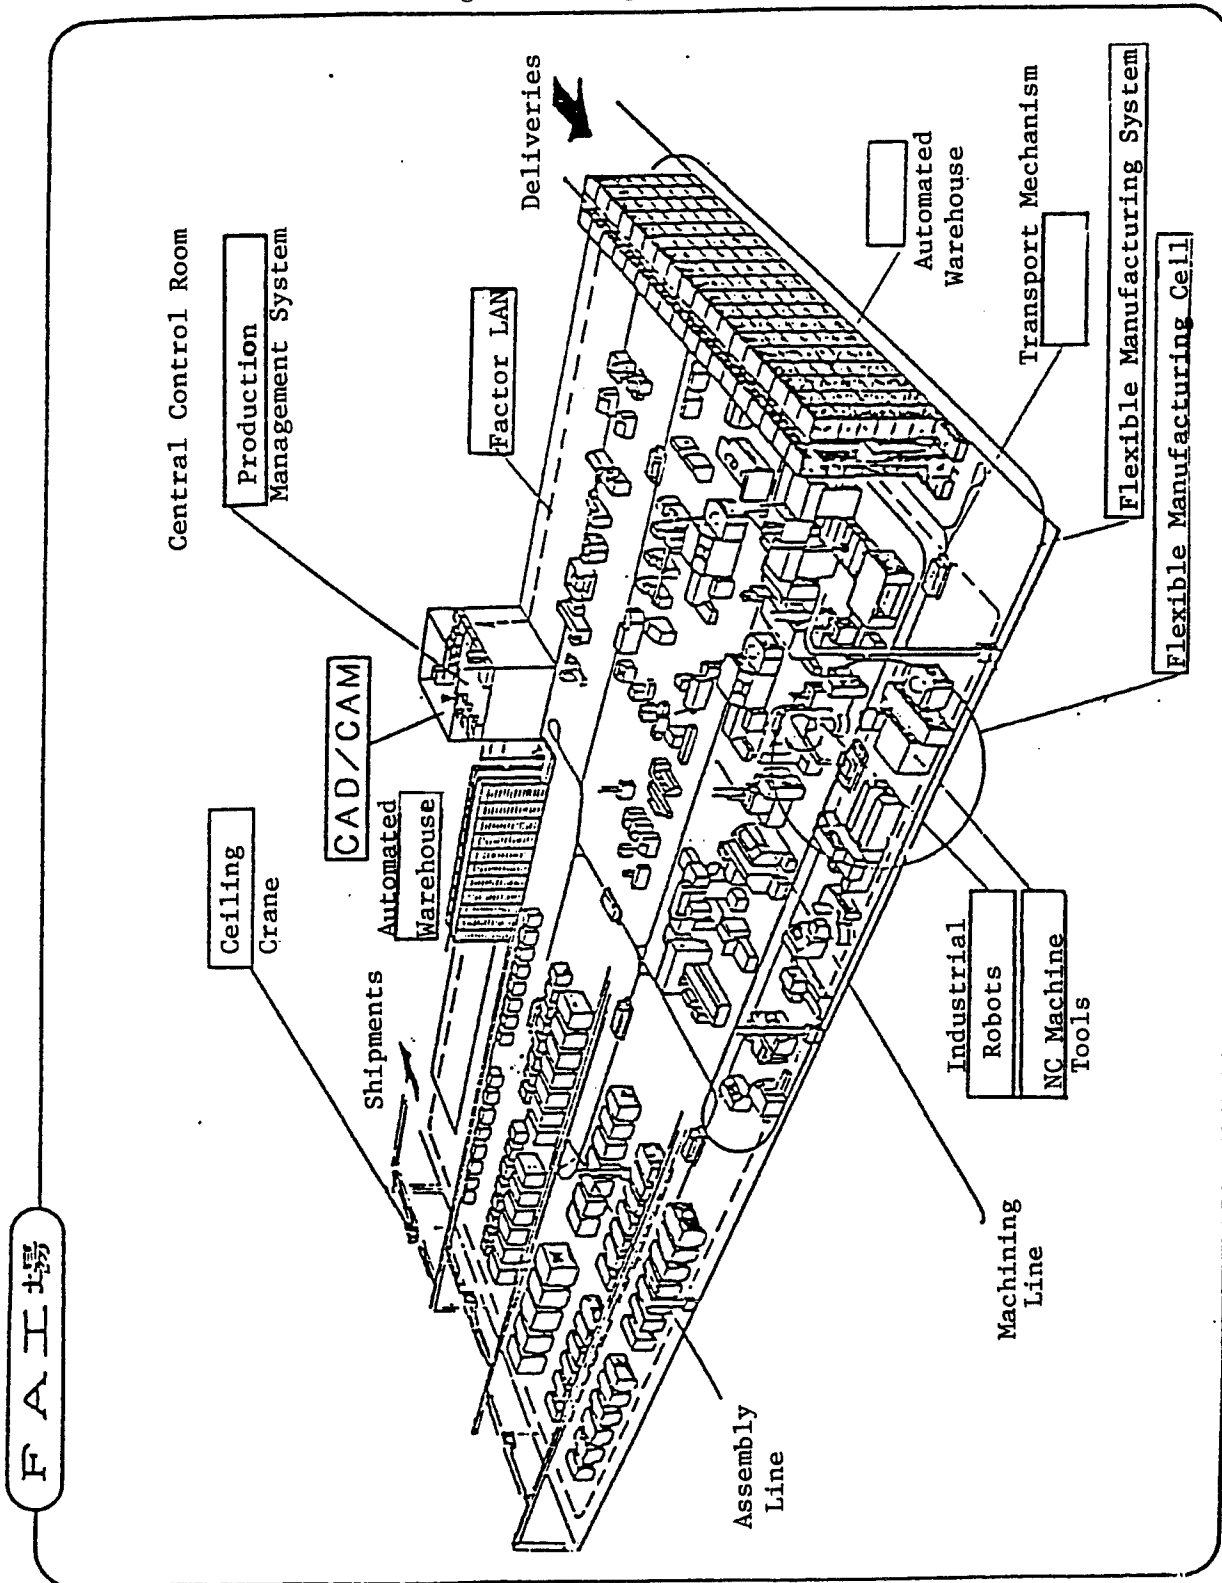 FA工場
Ceiling
Crane
Shipments
Automated
Warehouse
CAD/CAM
Central Control Room
Production
Management System
Factor LAN
Deliveries
Automated
Warehouse
Transport Mechanism
Flexible Manufacturing System
Flexible Manufacturing Cell
Industrial
Robots
NC Machine
Tools
Machining
Line
Assembly
Line